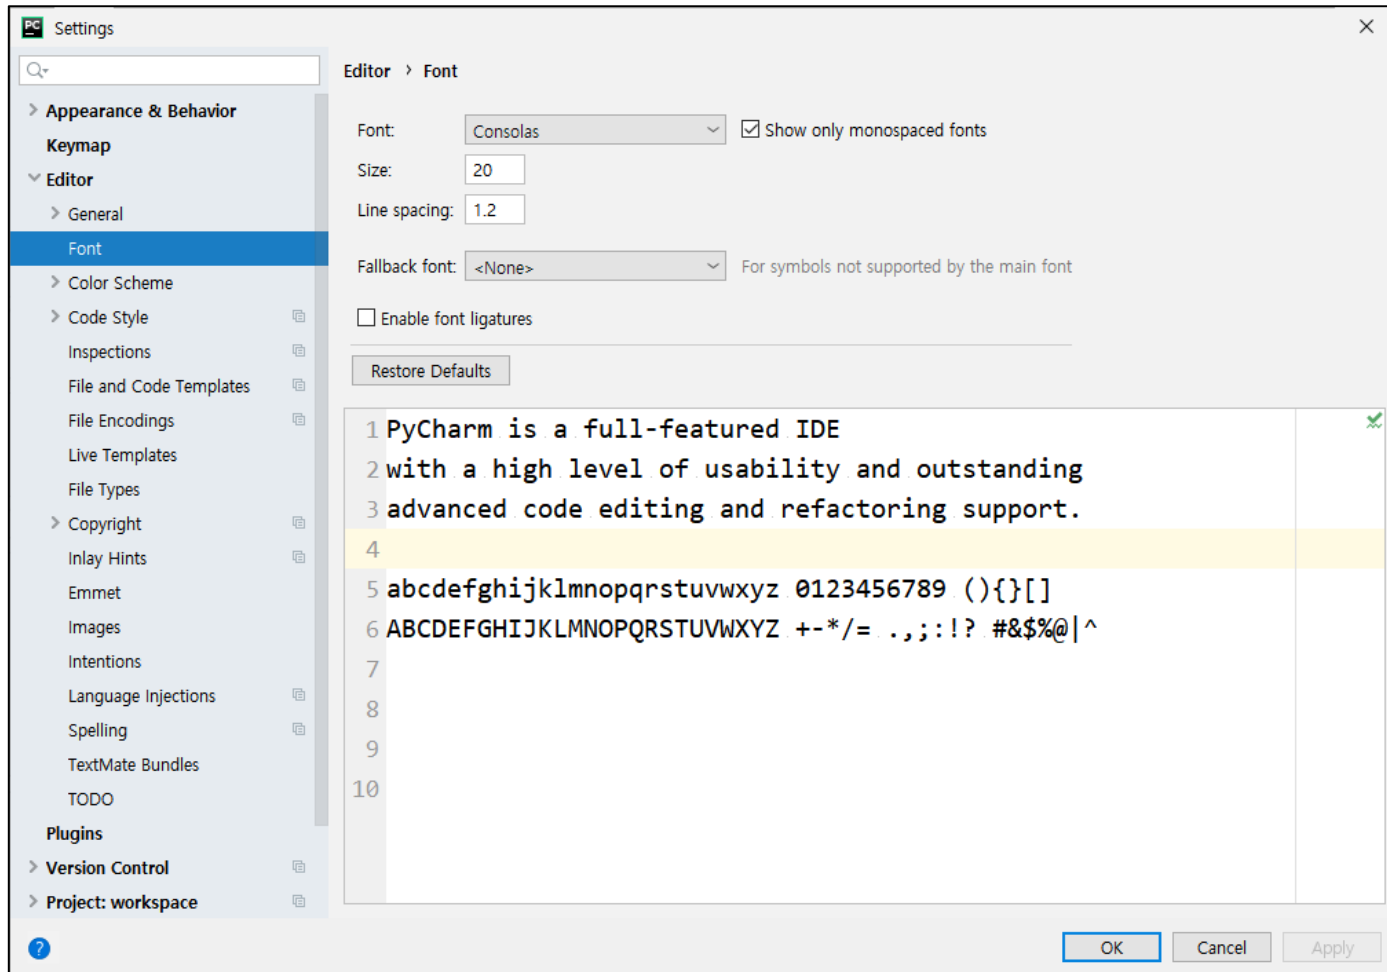 PC Settings
Editor › Font
Appearance & Behavior
Keymap
Editor
General
Font
Color Scheme
Code Style
Inspections
File and Code Templates
File Encodings
Live Templates
File Types
Copyright
Inlay Hints
Emmet
Images
Intentions
Language Injections
Spelling
TextMate Bundles
TODO
Plugins
Version Control
Project: workspace
Font: Consolas Show only monospaced fonts
Size: 20
Line spacing: 1.2
Fallback font: <None> For symbols not supported by the main font
Enable font ligatures
Restore Defaults
1 PyCharm is a full-featured IDE
2 with a high level of usability and outstanding
3 advanced code editing and refactoring support.
4
5 abcdefghijklmnopqrstuvwxyz 0123456789 (){}[]
6 ABCDEFGHIJKLMNOPQRSTUVWXYZ +-*/= .,;:!? #&$%@|^
7
8
9
10
? OK Cancel Apply